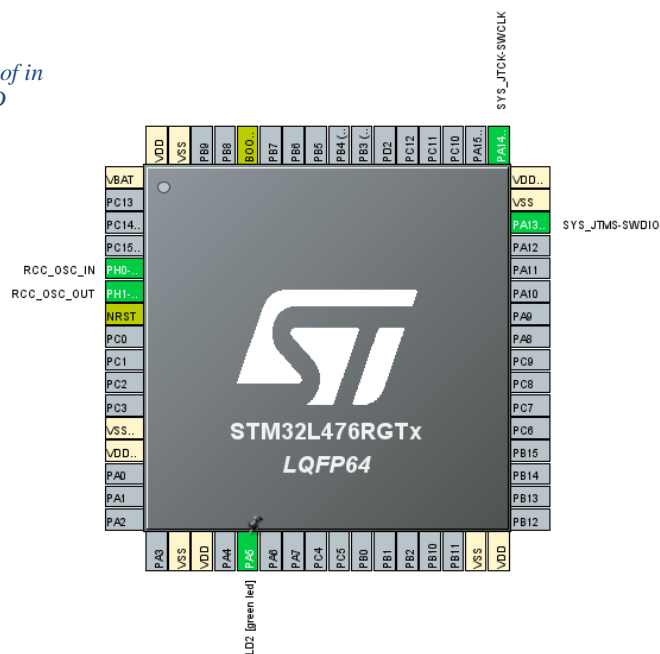 of in
SYS_JTCK-SWCLK
VDD
VSS
PB9
PB8
BOO..
PB7
PB6
PB5
PB4 (..
PB3 (..
PD2
PC12
PC11
PC10
PA15..
PA14..
VBAT
PC13
PC14..
PC15..
RCC_OSC_IN PH0-..
RCC_OSC_OUT PH1-..
NRST
PC0
PC1
PC2
PC3
VSS..
VDD..
PA0
PA1
PA2
VDD..
VSS
PA13.. SYS_JTMS-SWDIO
PA12
PA11
PA10
PA9
PA8
PC9
PC8
PC7
PC6
PB15
PB14
PB13
PB12
ST
STM32L476RGTx
LQFP64
PA3
VSS
VDD
PA4
PA5
PA6
PA7
PC4
PC5
PB0
PB1
PB2
PB10
PB11
VSS
VDD
LD2 [green led]